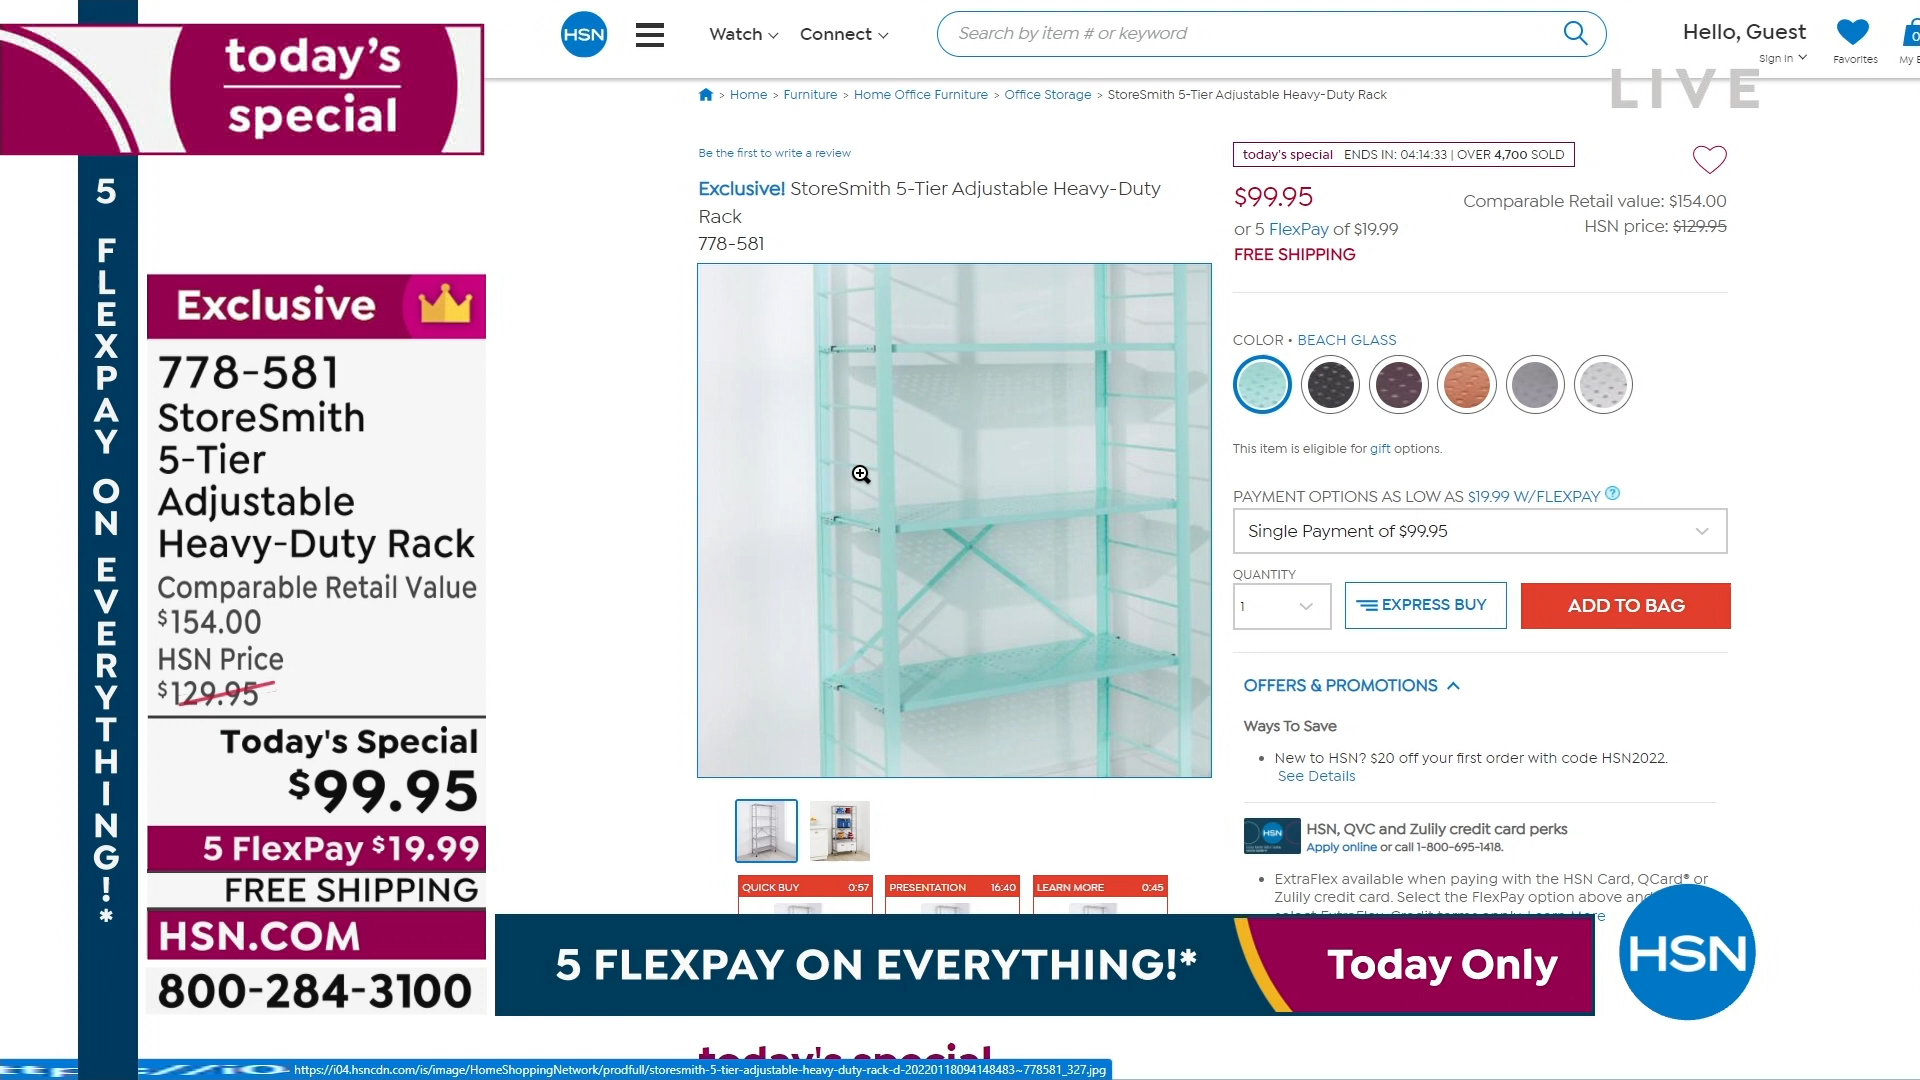 today's
special
5 FLEXPAY ON EVERYTHING!*
Exclusive
778-581
StoreSmith
5-Tier
Adjustable
Heavy-Duty Rack
Comparable Retail Value
$154.00
HSN Price
$129.95
Today's Special
$99.95
5 FlexPay $19.99
FREE SHIPPING
HSN.COM
800-284-3100
HSN
Watch
Connect
Search by item # or keyword
Hello, Guest
Sign In
Favorites
0
My
LIVE
> Home > Furniture > Home Office Furniture > Office Storage > StoreSmith 5-Tier Adjustable Heavy-Duty Rack
Be the first to write a review
Exclusive! StoreSmith 5-Tier Adjustable Heavy-Duty
Rack
778-581
today's special ENDS IN: 04:14:33 | OVER 4,700 SOLD
$99.95
Comparable Retail value: $154.00
or 5 FlexPay of $19.99
HSN price: $129.95
FREE SHIPPING
COLOR • BEACH GLASS
This item is eligible for gift options.
PAYMENT OPTIONS AS LOW AS $19.99 W/FLEXPAY ?
Single Payment of $99.95
QUANTITY
1
EXPRESS BUY
ADD TO BAG
OFFERS & PROMOTIONS
Ways To Save
• New to HSN? $20 off your first order with code HSN2022.
See Details
HSN
HSN, QVC and Zulily credit card perks
Apply online or call 1-800-695-1418.
• ExtraFlex available when paying with the HSN Card, QCard® or
Zulily credit card. Select the FlexPay option above and
QUICK BUY 0:57
PRESENTATION 16:40
LEARN MORE 0:45
5 FLEXPAY ON EVERYTHING!*
Today Only
HSN
today's special
https://i04.hsncdn.com/is/image/HomeShoppingNetwork/prodfull/storesmith-5-tier-adjustable-heavy-duty-rack-d-20220118094148483~778581_327.jpg